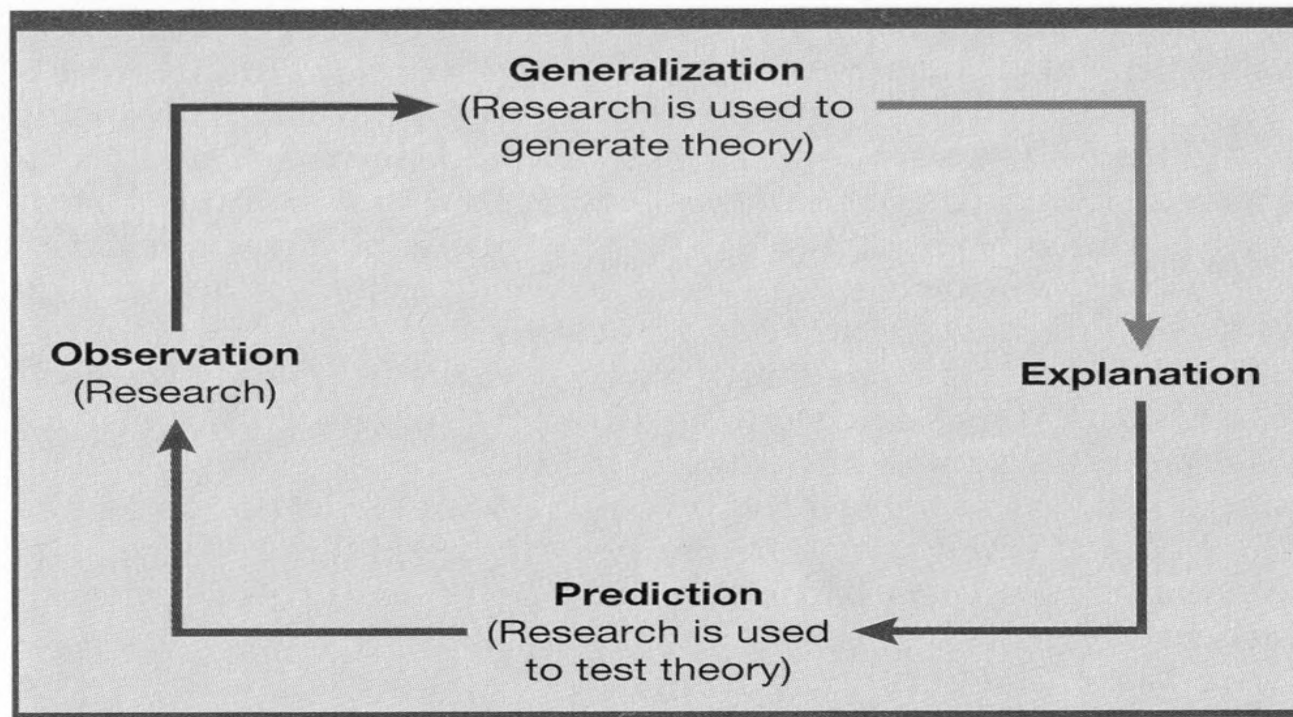 Generalization
(Research is used to
generate theory)
Observation
(Research)
Explanation
Prediction
(Research is used
to test theory)